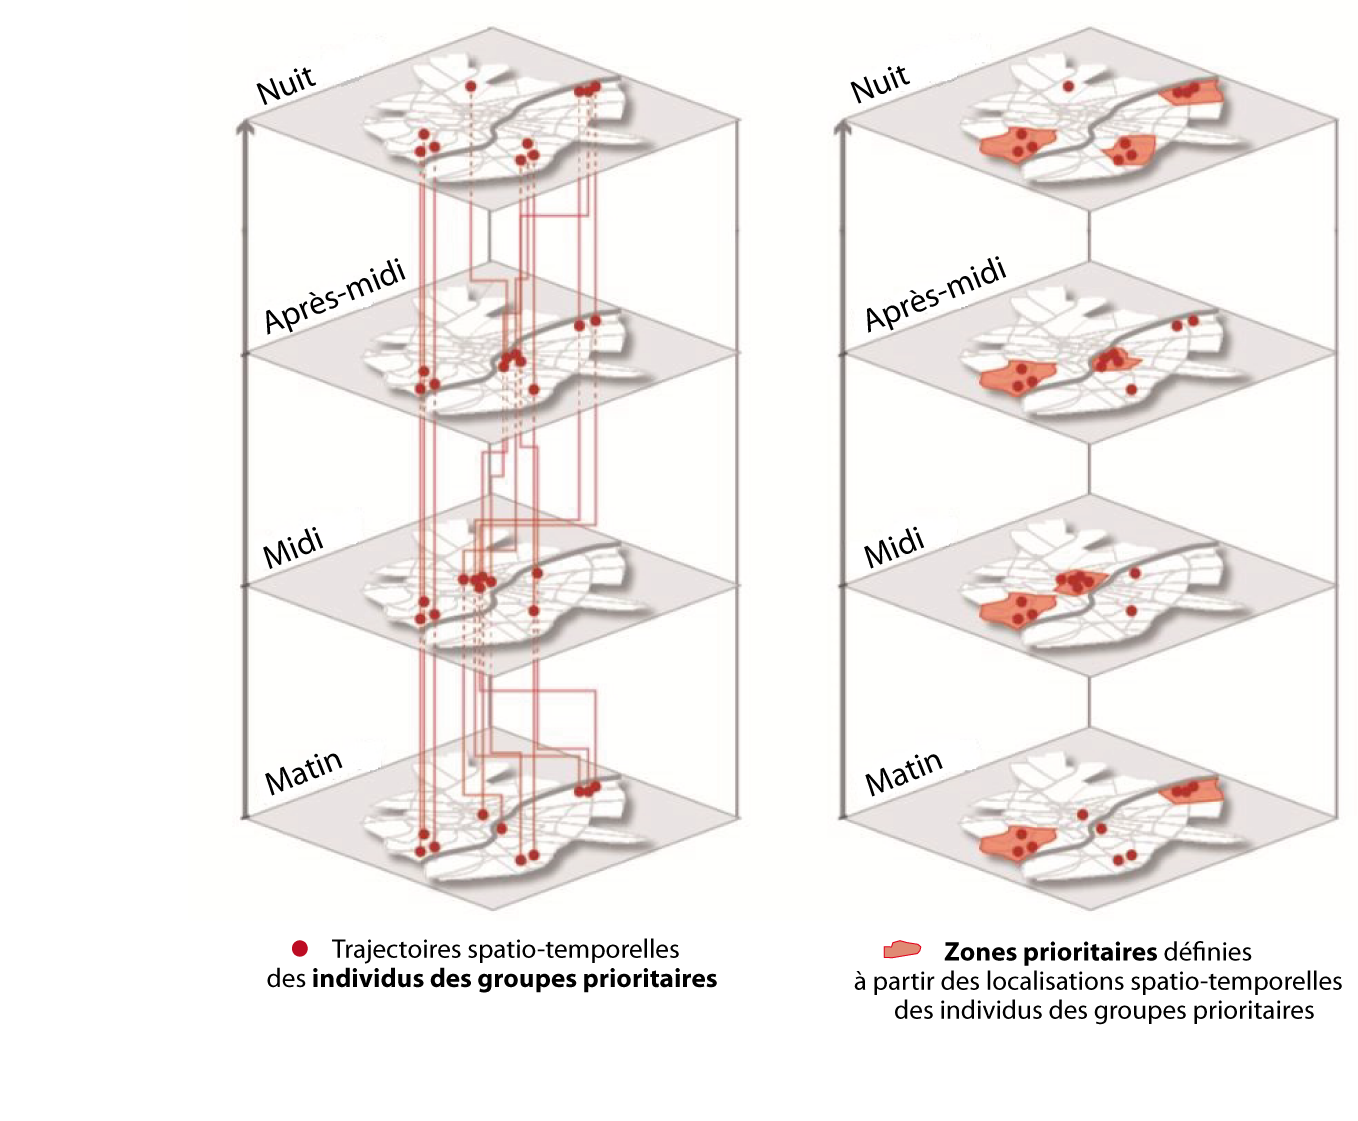 Nuit
Après-midi
Midi
Matin
Trajectoires spatio-temporelles
des individus des groupes prioritaires
Nuit
Après-midi
Midi
Matin
Zones prioritaires définies
à partir des localisations spatio-temporelles
des individus des groupes prioritaires